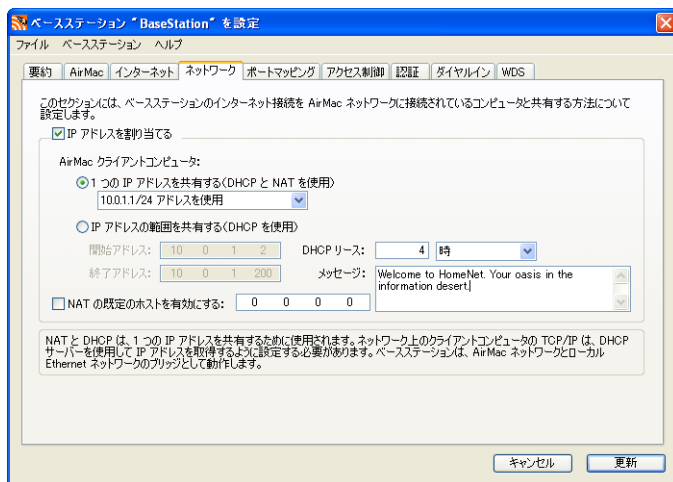 ベースステーション "BaseStation" を設定
ファイル ベースステーション ヘルプ
要約 AirMac インターネット ネットワーク ポートマッピング アクセス制御 認証 ダイヤルイン WDS
このセクションには、ベースステーションのインターネット接続を AirMac ネットワークに接続されているコンピュータと共有する方法について
設定します。
IP アドレスを割り当てる
AirMac クライアントコンピュータ:
1 つの IP アドレスを共有する(DHCP と NAT を使用)
10.0.1.1/24 アドレスを使用
IP アドレスの範囲を共有する(DHCP を使用)
開始アドレス: 10 0 1 2 DHCP リース: 4 時
終了アドレス: 10 0 1 200 メッセージ: Welcome to HomeNet. Your oasis in the
information desert.
NAT の既定のホストを有効にする: 0 0 0 0
NAT と DHCP は、1 つの IP アドレスを共有するために使用されます。ネットワーク上のクライアントコンピュータの TCP/IP は、DHCP
サーバーを使用して IP アドレスを取得するように設定する必要があります。ベースステーションは、AirMac ネットワークとローカル
Ethernet ネットワークのブリッジとして動作します。
キャンセル 更新